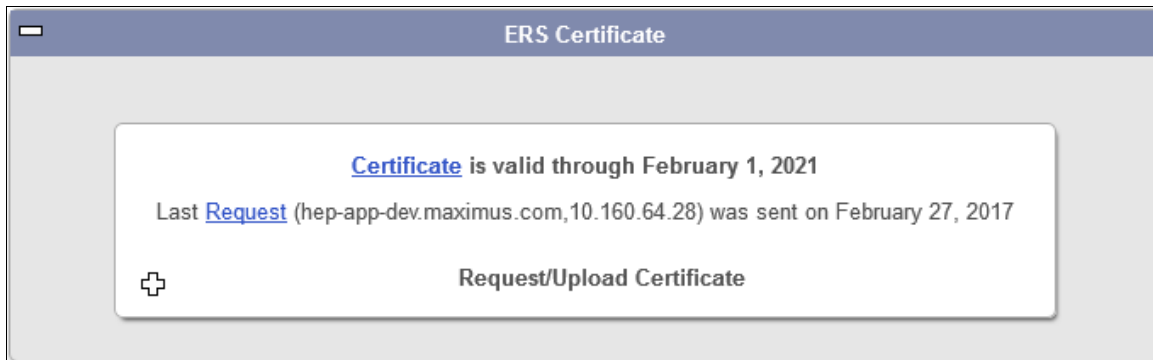 ERS Certificate
Certificate is valid through February 1, 2021
Last Request (hep-app-dev.maximus.com,10.160.64.28) was sent on February 27, 2017
Request/Upload Certificate